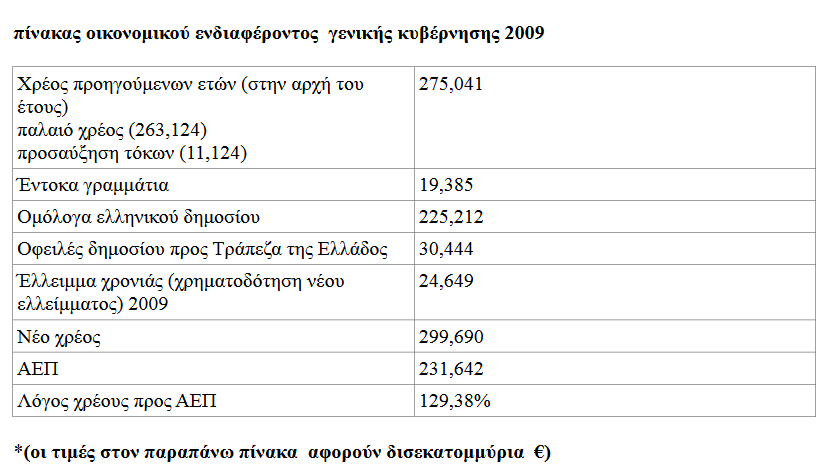 πίνακας οικονομικού ενδιαφέροντος γενικής κυβέρνησης 2009
Χρέος προηγούμενων ετών (στην αρχή του 275,041
έτους)
παλαιό χρέος (263,124)
προσαύξηση τόκων (11,124)
Έντοκα γραμμάτια 19,385
Ομόλογα ελληνικού δημοσίου 225,212
Οφειλές δημοσίου προς Τράπεζα της Ελλάδος 30,444
Έλλειμμα χρονιάς (χρηματοδότηση νέου 24,649
ελλείμματος) 2009
Νέο χρέος 299,690
ΑΕΠ 231,642
Λόγος χρέους προς ΑΕΠ 129,38%
*(οι τιμές στον παραπάνω πίνακα αφορούν δισεκατομμύρια €)